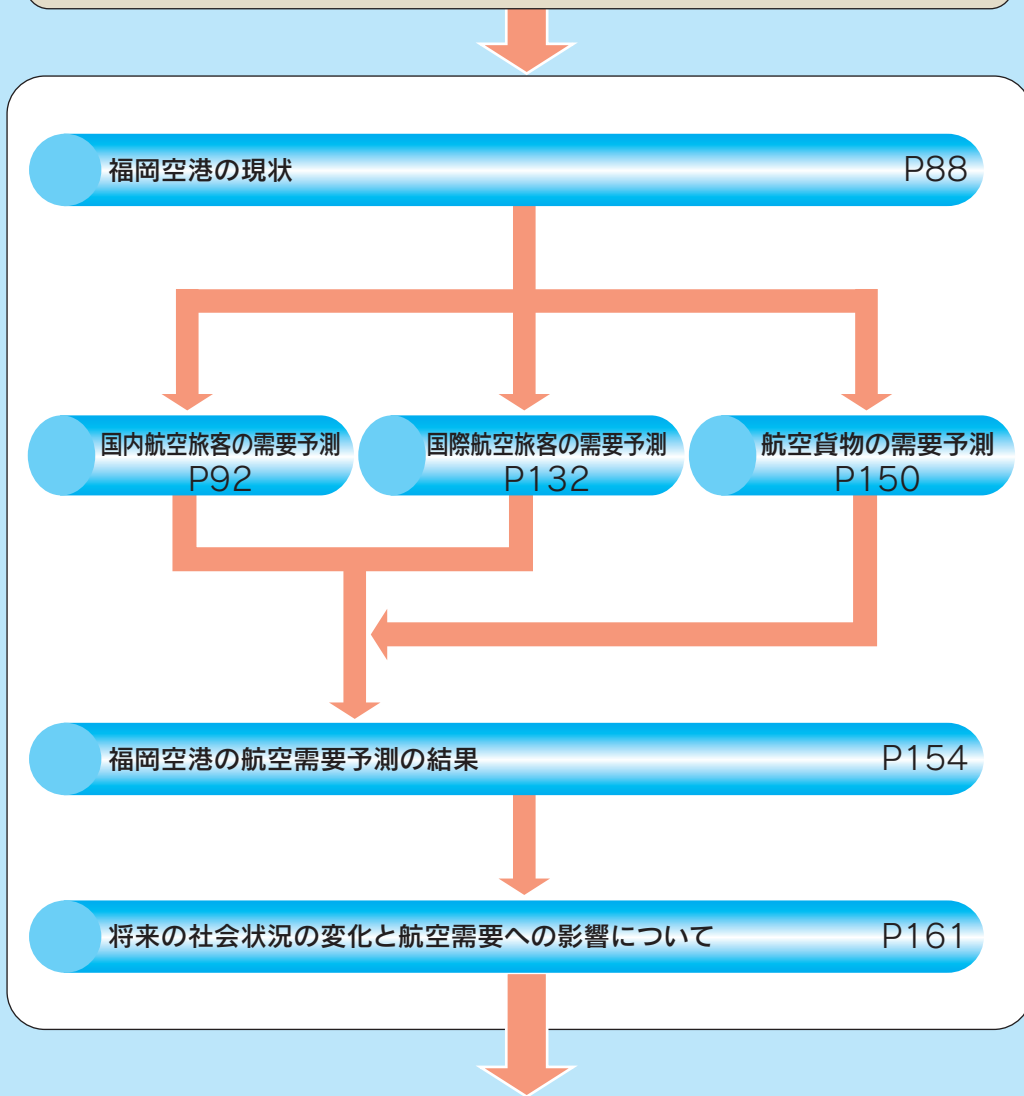 福岡空港の現状 P88
国内航空旅客の需要予測
P92
国際航空旅客の需要予測
P132
航空貨物の需要予測
P150
福岡空港の航空需要予測の結果 P154
将来の社会状況の変化と航空需要への影響について P161